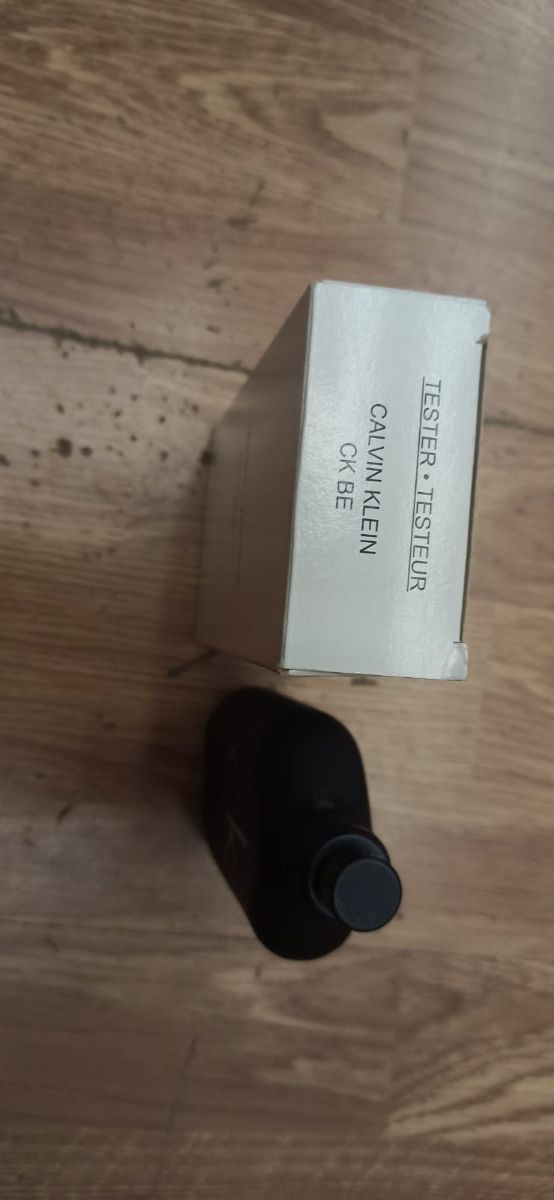 TESTER • TESTEUR
CALVIN KLEIN
CK BE